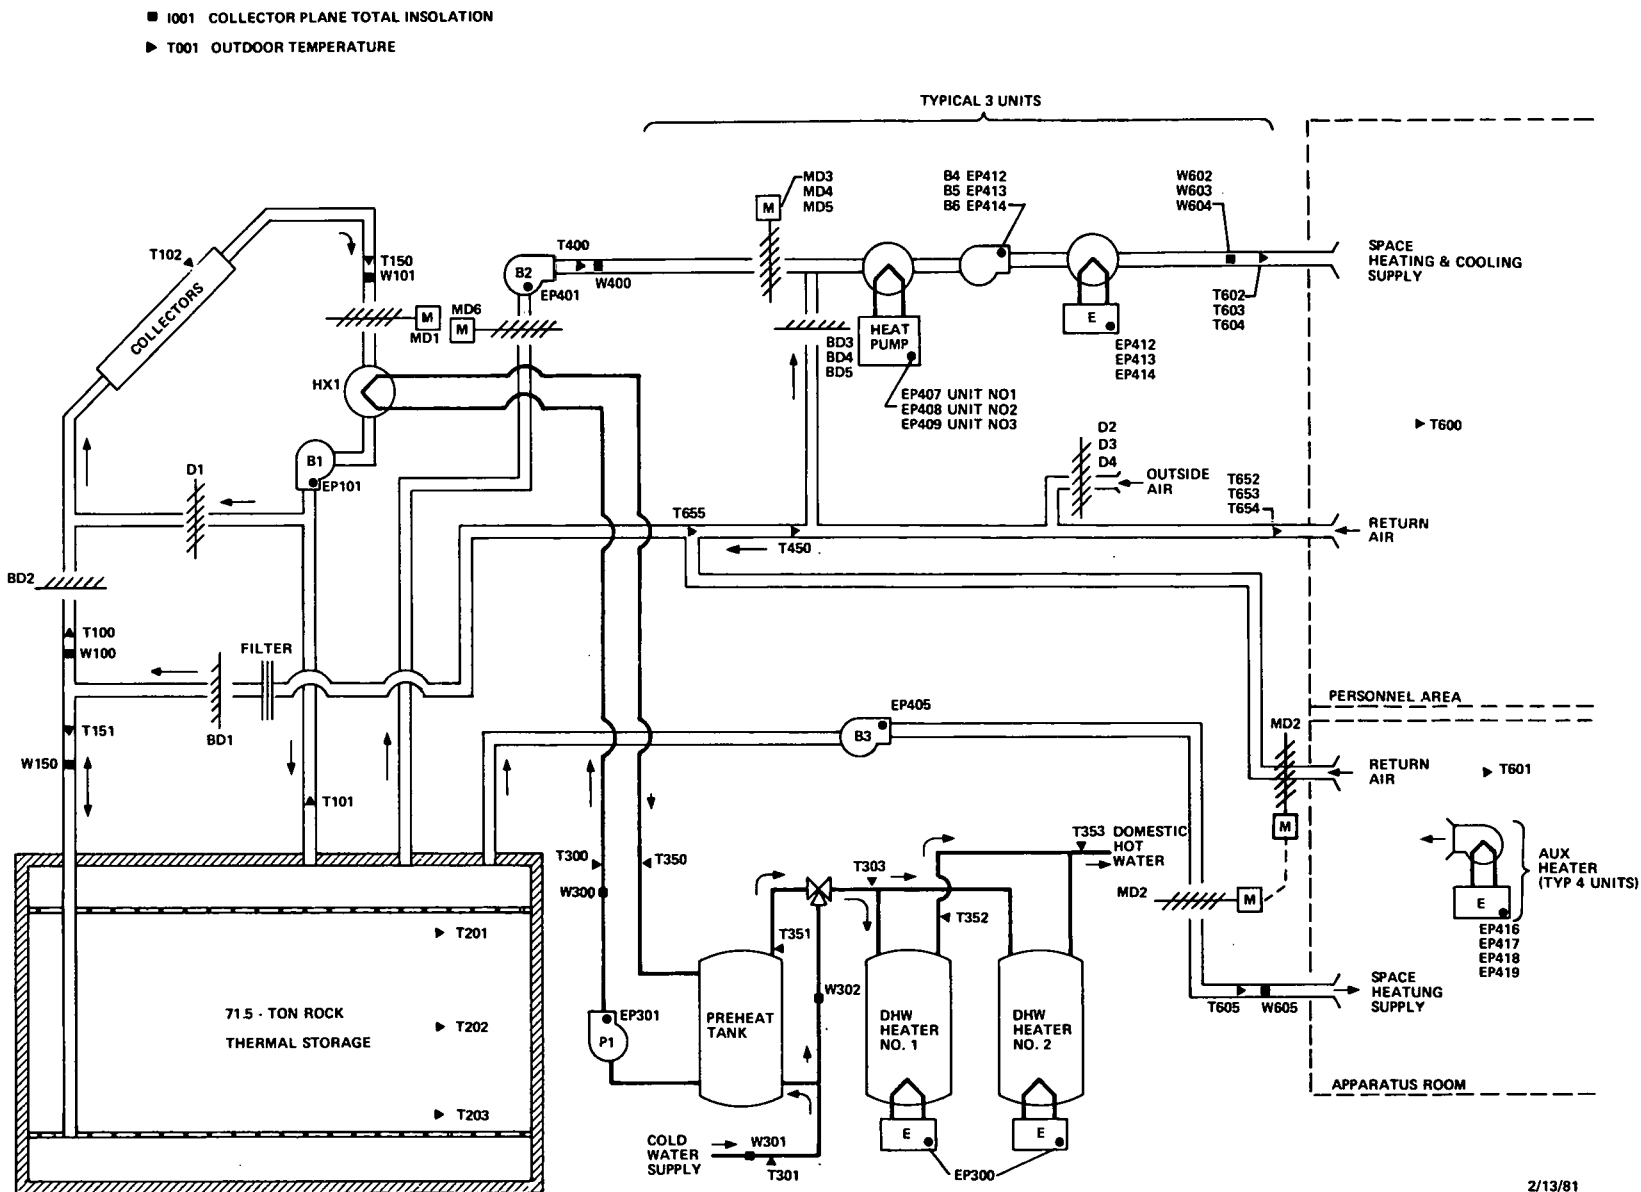 I001 COLLECTOR PLANE TOTAL INSOLATION
T001 OUTDOOR TEMPERATURE
TYPICAL 3 UNITS
MD3
MD4
MD5
M
B4 EP412
B5 EP413
B6 EP414
W602
W603
W604
SPACE
HEATING & COOLING
SUPPLY
T102
T150
W101
COLLECTORS
M
MD1
MD6
M
B2
EP401
T400
W400
BD3
BD4
BD5
HEAT
PUMP
E
T602
T603
T604
EP412
EP413
EP414
HX1
EP407 UNIT NO1
EP408 UNIT NO2
EP409 UNIT NO3
T600
B1
EP101
D1
D2
D3
D4
OUTSIDE
AIR
T652
T653
T654
T655
T450
RETURN
AIR
BD2
T100
W100
FILTER
BD1
T151
W150
T101
EP405
B3
PERSONNEL AREA
MD2
RETURN
AIR
T601
M
T300
T350
W300
T303
T353 DOMESTIC
HOT
WATER
T352
T351
MD2
M
AUX
HEATER
(TYP 4 UNITS)
E
EP416
EP417
EP418
EP419
T201
T202
T203
71.5 - TON ROCK
THERMAL STORAGE
EP301
P1
PREHEAT
TANK
W302
DHW
HEATER
NO. 1
DHW
HEATER
NO. 2
T605
W605
SPACE
HEATUNG
SUPPLY
APPARATUS ROOM
E
E
EP300
COLD
WATER
SUPPLY
W301
T301
2/13/81